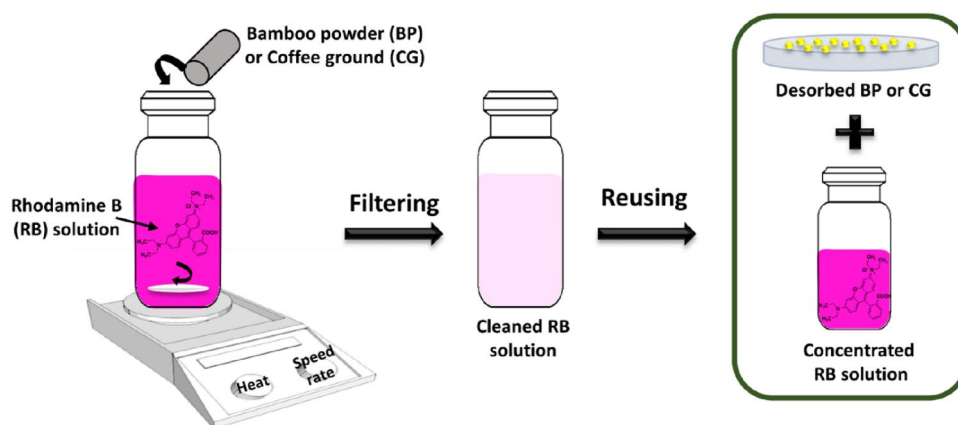 Bamboo powder (BP)
or Coffee ground (CG)
Rhodamine B
(RB) solution
Heat
Speed
rate
Filtering
Cleaned RB
solution
Reusing
Desorbed BP or CG
+
Concentrated
RB solution